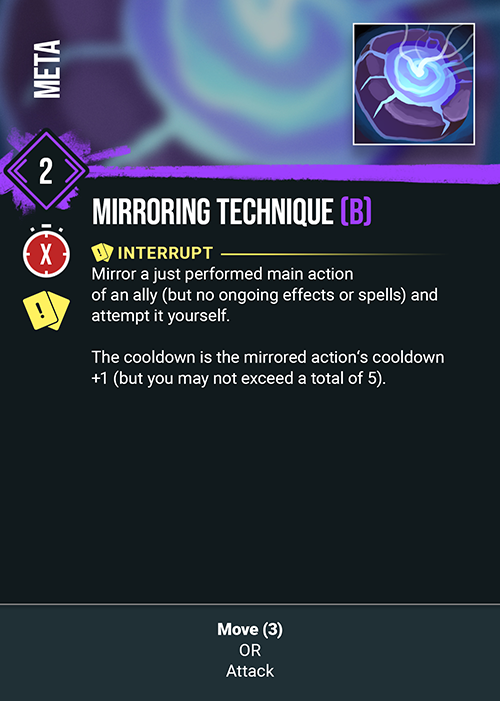 META
2
MIRRORING TECHNIQUE (B)
X
! INTERRUPT
Mirror a just performed main action
of an ally (but no ongoing effects or spells) and
attempt it yourself.
!
The cooldown is the mirrored action‘s cooldown
+1 (but you may not exceed a total of 5).
Move (3)
OR
Attack